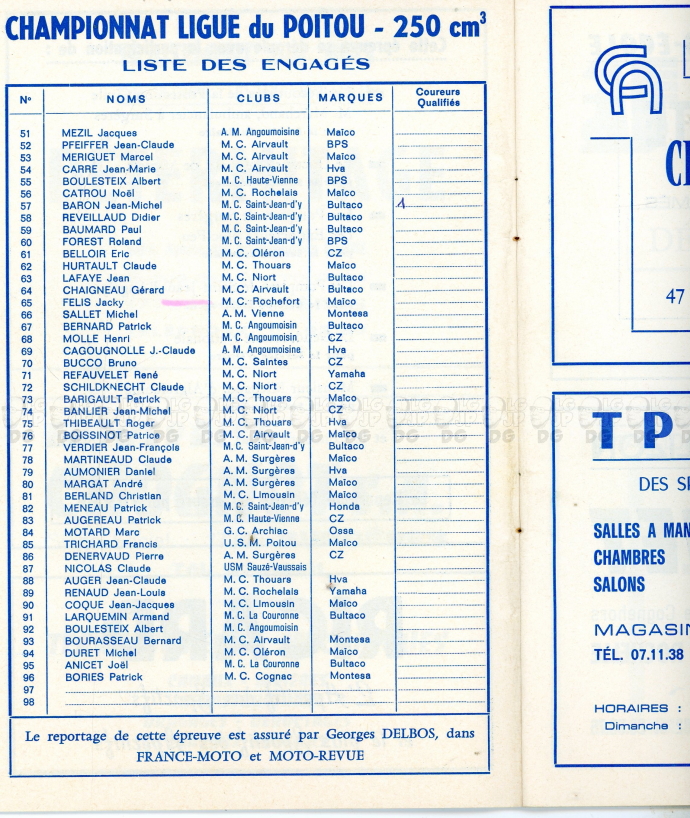 CHAMPIONNAT LIGUE du POITOU - 250 cm³
LISTE DES ENGAGÉS
N° NOMS CLUBS MARQUES Coureurs Qualifiés
51 MEZIL Jacques A. M. Angoumoisine Maïco
52 PFEIFFER Jean-Claude M. C. Airvault BPS
53 MERIGUET Marcel M. C. Airvault Maïco
54 CARRE Jean-Marie M. C. Airvault Hva
55 BOULESTEIX Albert M. C. Haute-Vienne BPS
56 CATROU Noël M. C. Rochelais Maïco
57 BARON Jean-Michel M. C. Saint-Jean-d'y Bultaco 1
58 REVEILLAUD Didier M. C. Saint-Jean-d'y Bultaco
59 BAUMARD Paul M. C. Saint-Jean-d'y Bultaco
60 FOREST Roland M. C. Saint-Jean-d'y BPS
61 BELLOIR Eric M. C. Oléron CZ
62 HURTAULT Claude M. C. Thouars Maïco
63 LAFAYE Jean M. C. Niort Bultaco
64 CHAIGNEAU Gérard M. C. Airvault Bultaco
65 FELIS Jacky M. C. Rochefort Maïco
66 SALLET Michel A. M. Vienne Montesa
67 BERNARD Patrick M. C. Angoumoisin Bultaco
68 MOLLE Henri M. C. Angoumoisin CZ
69 CAGOUGNOLLE J.-Claude A. M. Angoumoisine Hva
70 BUCCO Bruno M. C. Saintes CZ
71 REFAUVELET René M. C. Niort Yamaha
72 SCHILDKNECHT Claude M. C. Niort CZ
73 BARIGAULT Patrick M. C. Thouars Maïco
74 BANLIER Jean-Michel M. C. Niort CZ
75 THIBEAULT Roger M. C. Thouars Hva
76 BOISSINOT Patrice M. C. Airvault Maïco
77 VERDIER Jean-François M. C. Saint-Jean-d'y Bultaco
78 MARTINEAUD Claude A. M. Surgères Maïco
79 AUMONIER Daniel A. M. Surgères Hva
80 MARGAT André A. M. Surgères Maïco
81 BERLAND Christian M. C. Limousin Maïco
82 MENEAU Patrick M. C. Saint-Jean-d'y Honda
83 AUGEREAU Patrick M. C. Haute-Vienne CZ
84 MOTARD Marc G. C. Archiac Ossa
85 TRICHARD Francis U. S. M. Poitou Maïco
86 DENERVAUD Pierre A. M. Surgères CZ
87 NICOLAS Claude USM Sauzé-Vaussais
88 AUGER Jean-Claude M. C. Thouars Hva
89 RENAUD Jean-Louis M. C. Rochelais Yamaha
90 COQUE Jean-Jacques M. C. Limousin Maïco
91 LARQUEMIN Armand M. C. La Couronne Bultaco
92 BOULESTEIX Albert M. C. Angoumoisin
93 BOURASSEAU Bernard M. C. Airvault Montesa
94 DURET Michel M. C. Oléron Maïco
95 ANICET Joël M. C. La Couronne Bultaco
96 BORIES Patrick M. C. Cognac Montesa
97
98
Le reportage de cette épreuve est assuré par Georges DELBOS, dans
FRANCE-MOTO et MOTO-REVUE
CA
47
T P
DES
SALLES A
CHAMBRES
SALONS
TÉL. 07.11.38
HORAIRES :
Dimanche :
DG DG DG DG DG DG DG DG